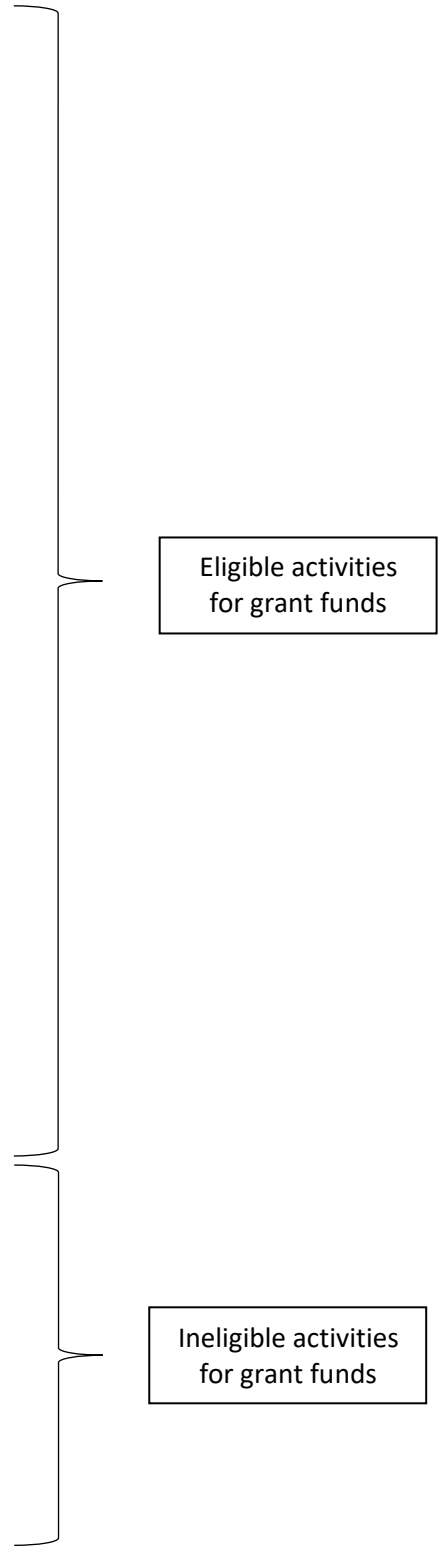 Eligible activities
for grant funds
Ineligible activities
for grant funds